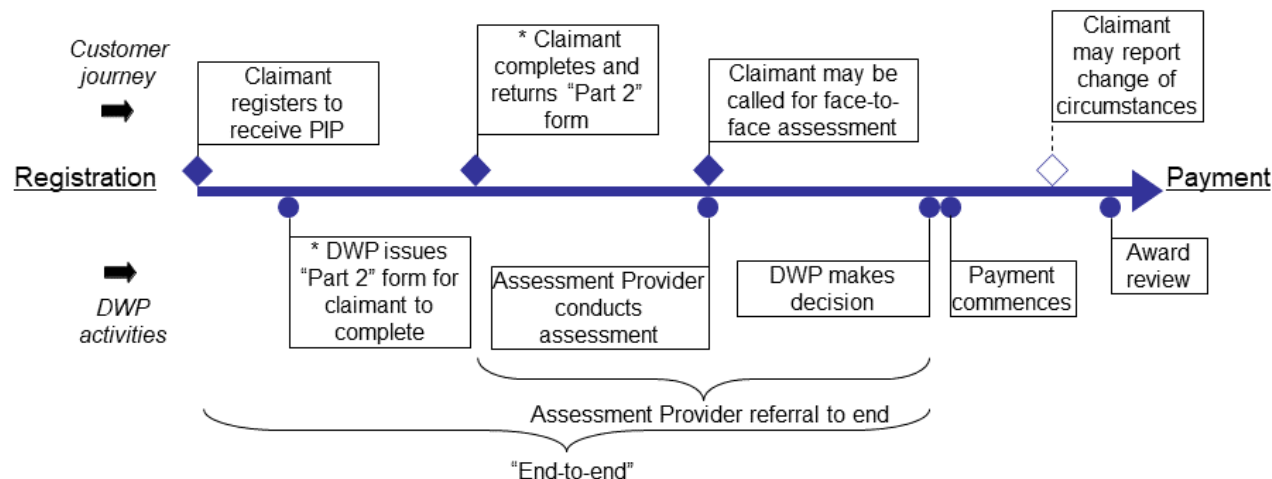 Customer
journey
Claimant
registers to
receive PIP
* Claimant
completes and
returns “Part 2”
form
Claimant may be
called for face-to-
face assessment
Claimant
may report
change of
circumstances
Registration
Payment
DWP
activities
* DWP issues
“Part 2” form for
claimant to
complete
Assessment Provider
conducts
assessment
DWP makes
decision
Payment
commences
Award
review
Assessment Provider referral to end
“End-to-end”